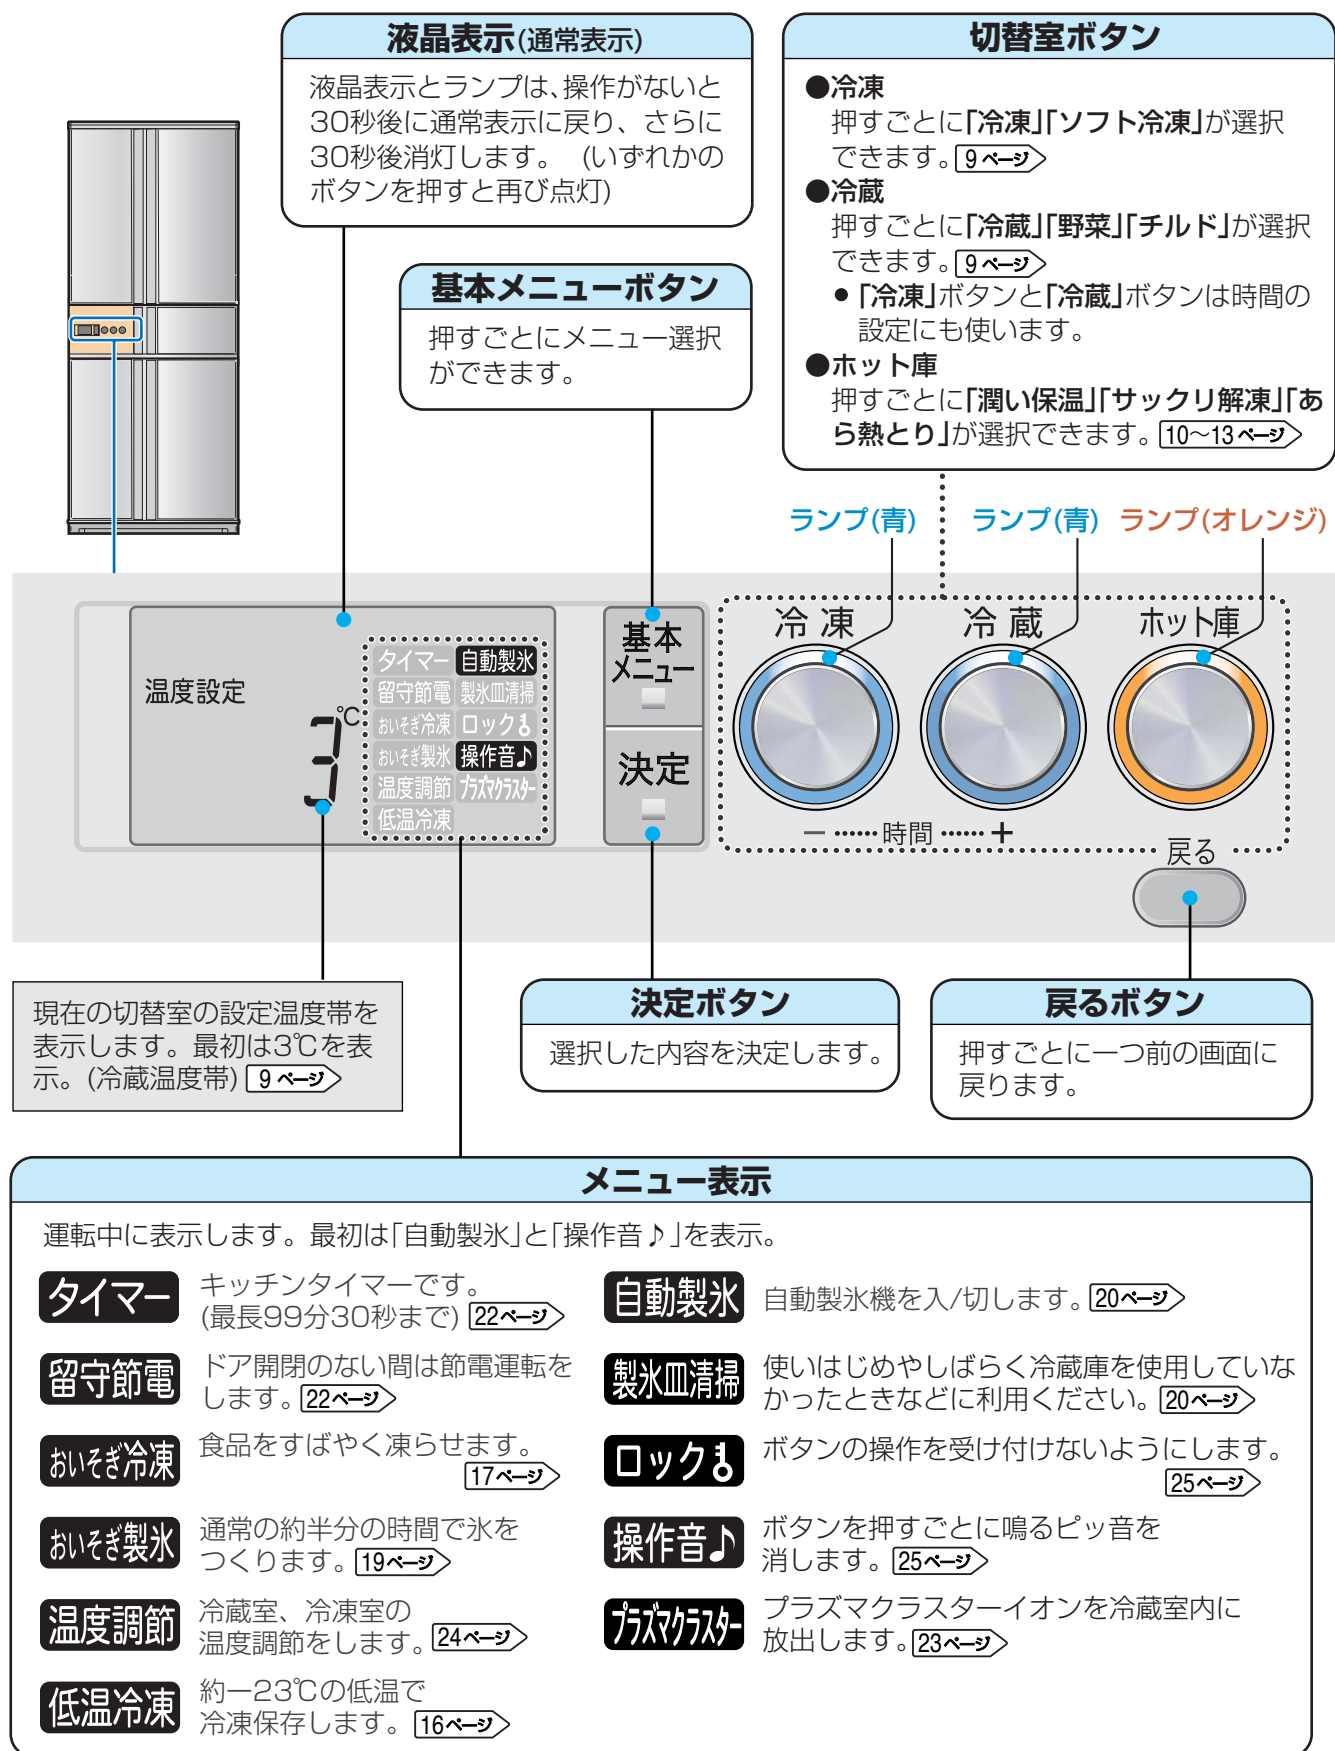 液晶表示(通常表示)
液晶表示とランプは、操作がないと
30秒後に通常表示に戻り、さらに
30秒後消灯します。 (いずれかの
ボタンを押すと再び点灯)
切替室ボタン
●冷凍
押すごとに「冷凍」「ソフト冷凍」が選択
できます。9ページ
●冷蔵
押すごとに「冷蔵」「野菜」「チルド」が選択
できます。9ページ
●「冷凍」ボタンと「冷蔵」ボタンは時間の
設定にも使います。
●ホット庫
押すごとに「潤い保温」「サックリ解凍」「あ
ら熱とり」が選択できます。10〜13ページ
基本メニューボタン
押すごとにメニュー選択
ができます。
ランプ(青) ランプ(青) ランプ(オレンジ)
温度設定
3℃
タイマー 自動製氷
留守節電 製氷皿清掃
おいそぎ冷凍 ロック
おいそぎ製氷 操作音♪
温度調節 プラズマクラスター
低温冷凍
基本
メニュー
決定
冷凍 冷蔵 ホット庫
− …… 時間 …… +
戻る
現在の切替室の設定温度帯を
表示します。最初は3℃を表
示。(冷蔵温度帯) 9ページ
決定ボタン
選択した内容を決定します。
戻るボタン
押すごとに一つ前の画面に
戻ります。
メニュー表示
運転中に表示します。最初は「自動製氷」と「操作音♪」を表示。
タイマー
キッチンタイマーです。
(最長99分30秒まで) 22ページ
留守節電
ドア開閉のない間は節電運転を
します。22ページ
おいそぎ冷凍
食品をすばやく凍らせます。
17ページ
おいそぎ製氷
通常の約半分の時間で氷を
つくります。19ページ
温度調節
冷蔵室、冷凍室の
温度調節をします。24ページ
低温冷凍
約−23℃の低温で
冷凍保存します。16ページ
自動製氷
自動製氷機を入/切します。20ページ
製氷皿清掃
使いはじめやしばらく冷蔵庫を使用していな
かったときなどに利用ください。20ページ
ロック
ボタンの操作を受け付けないようにします。
25ページ
操作音♪
ボタンを押すごとに鳴るピッ音を
消します。25ページ
プラズマクラスター
プラズマクラスターイオンを冷蔵室内に
放出します。23ページ